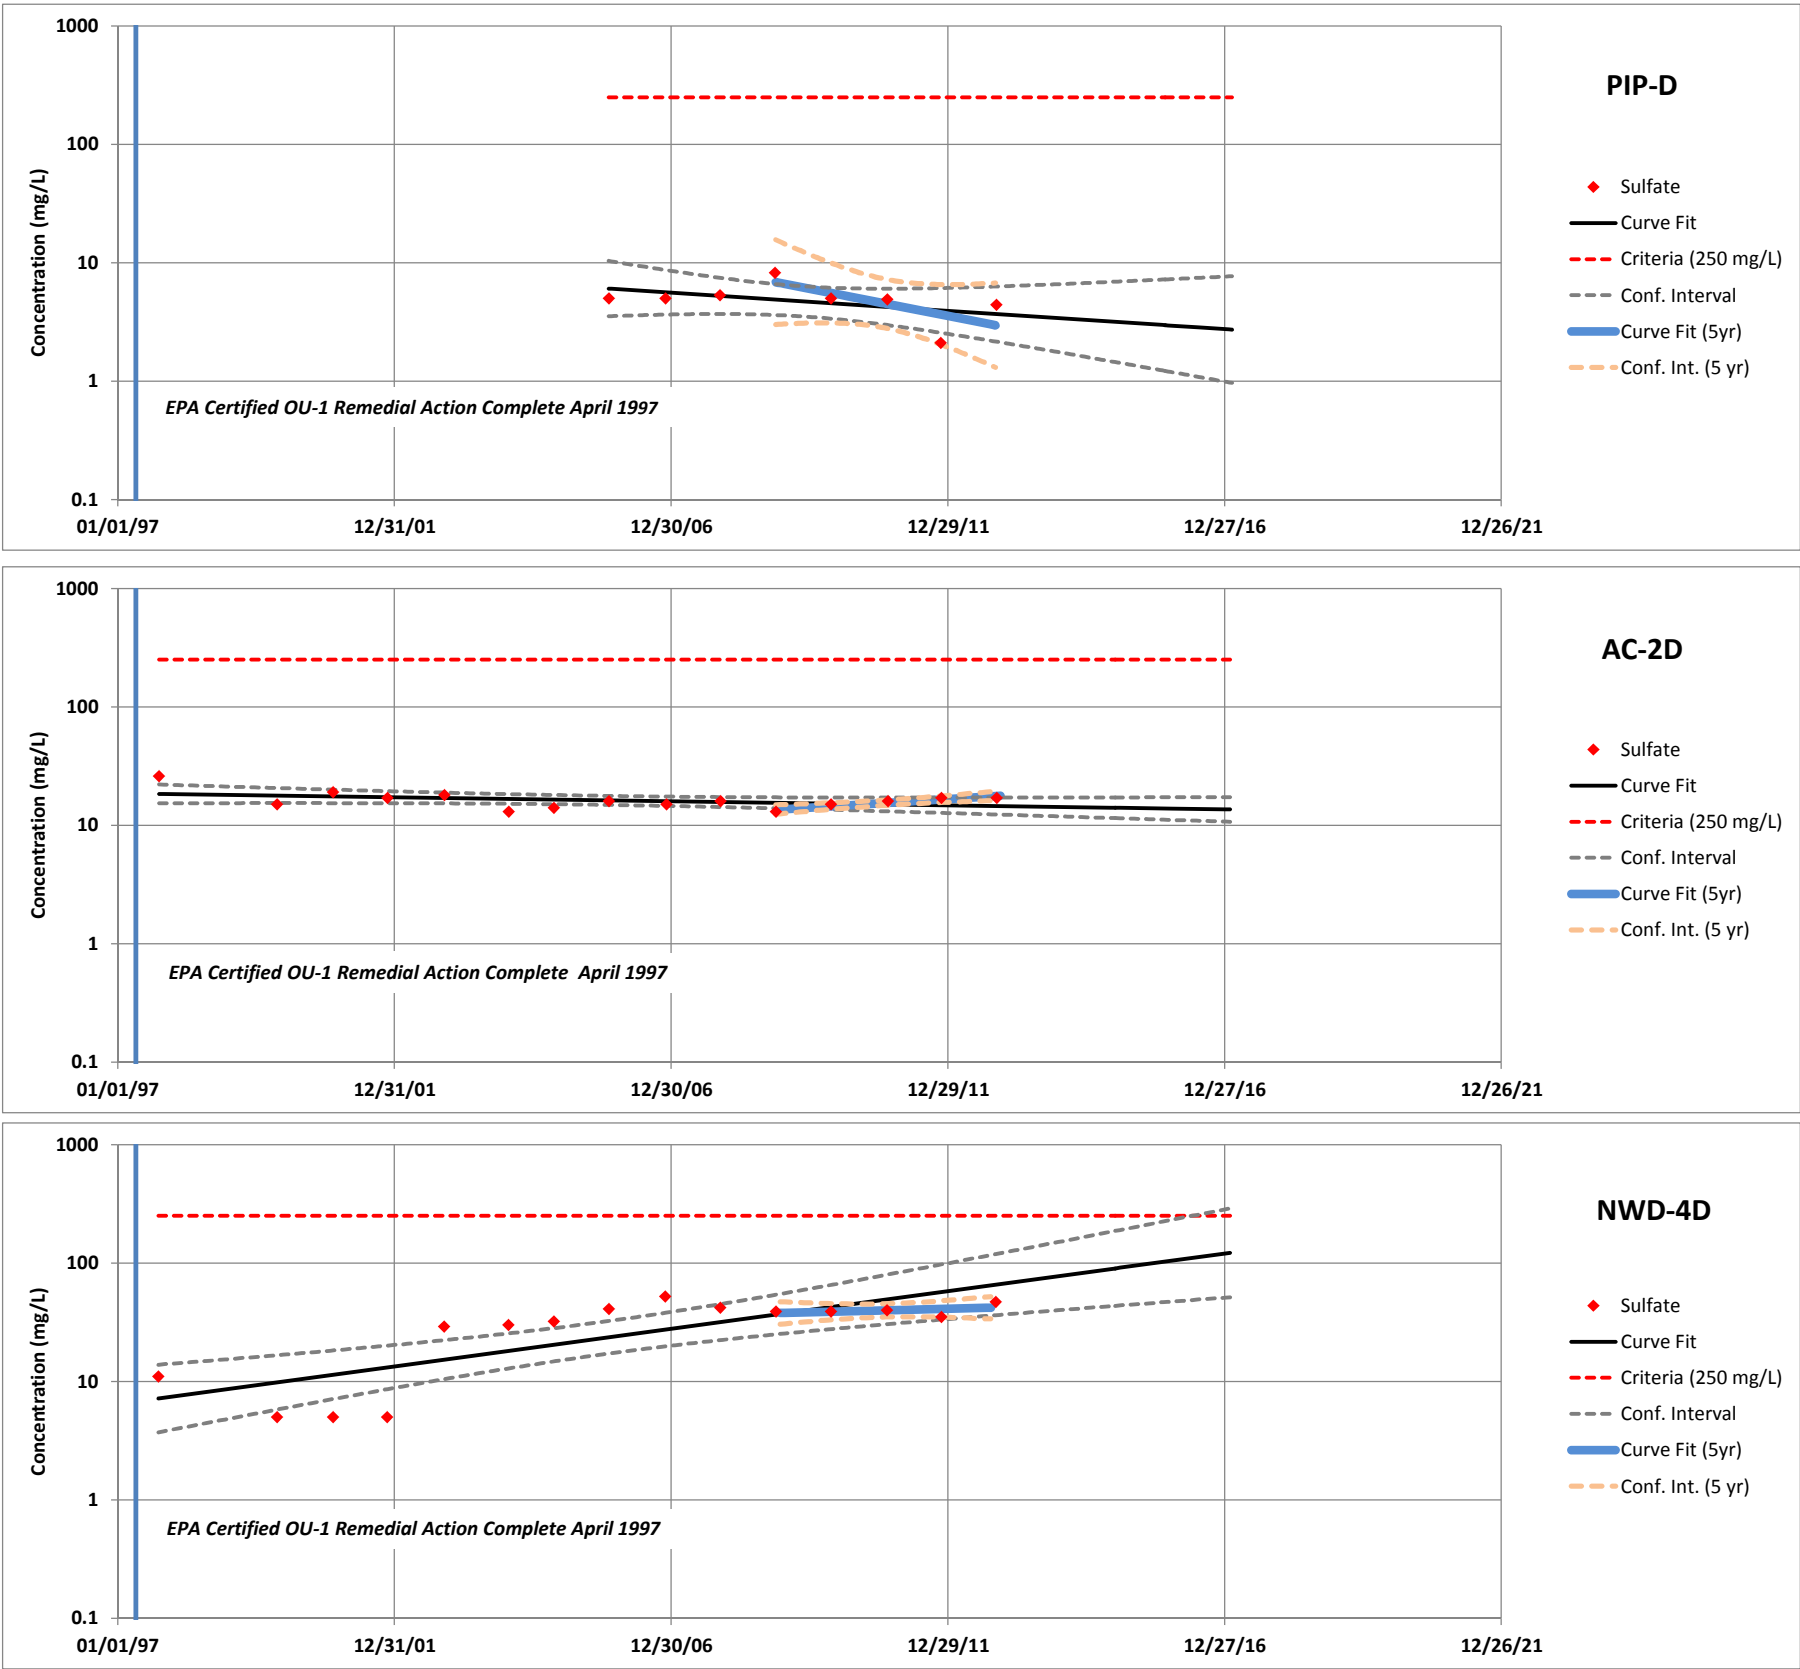 1000
PIP-D
100
Concentration (mg/L)
Sulfate
Curve Fit
10
Criteria (250 mg/L)
Conf. Interval
Curve Fit (5yr)
Conf. Int. (5 yr)
1
EPA Certified OU-1 Remedial Action Complete April 1997
0.1
01/01/97 12/31/01 12/30/06 12/29/11 12/27/16 12/26/21
1000
AC-2D
100
Concentration (mg/L)
Sulfate
Curve Fit
10
Criteria (250 mg/L)
Conf. Interval
Curve Fit (5yr)
Conf. Int. (5 yr)
1
EPA Certified OU-1 Remedial Action Complete April 1997
0.1
01/01/97 12/31/01 12/30/06 12/29/11 12/27/16 12/26/21
1000
NWD-4D
100
Concentration (mg/L)
Sulfate
Curve Fit
10
Criteria (250 mg/L)
Conf. Interval
Curve Fit (5yr)
Conf. Int. (5 yr)
1
EPA Certified OU-1 Remedial Action Complete April 1997
0.1
01/01/97 12/31/01 12/30/06 12/29/11 12/27/16 12/26/21